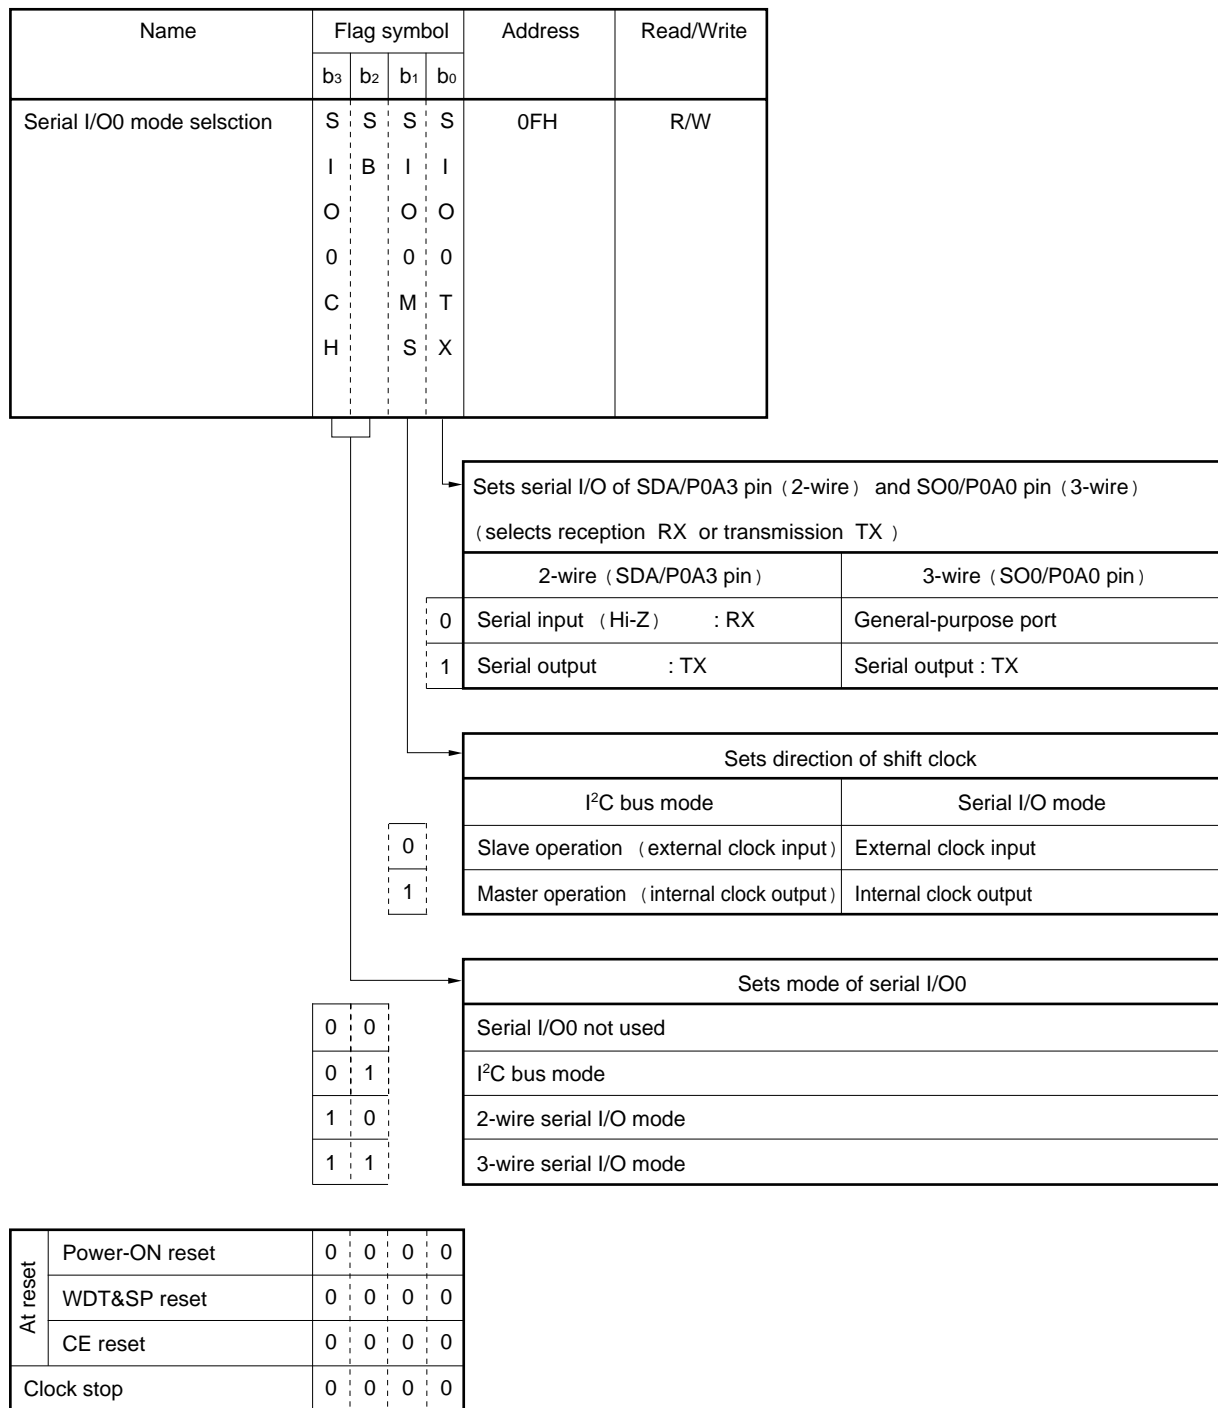 Name Flag symbol Address Read/Write
b3 b2 b1 b0
Serial I/O0 mode selsction S S S S 0FH R/W
I B I I
O O O
0 0 0
C M T
H S X
Sets serial I/O of SDA/P0A3 pin (2-wire) and SO0/P0A0 pin (3-wire)
(selects reception RX or transmission TX )
2-wire (SDA/P0A3 pin) 3-wire (SO0/P0A0 pin)
0 Serial input (Hi-Z) : RX General-purpose port
1 Serial output : TX Serial output : TX
Sets direction of shift clock
I²C bus mode Serial I/O mode
0 Slave operation (external clock input) External clock input
1 Master operation (internal clock output) Internal clock output
Sets mode of serial I/O0
0 0 Serial I/O0 not used
0 1 I²C bus mode
1 0 2-wire serial I/O mode
1 1 3-wire serial I/O mode
At reset
Power-ON reset 0 0 0 0
WDT&SP reset 0 0 0 0
CE reset 0 0 0 0
Clock stop 0 0 0 0